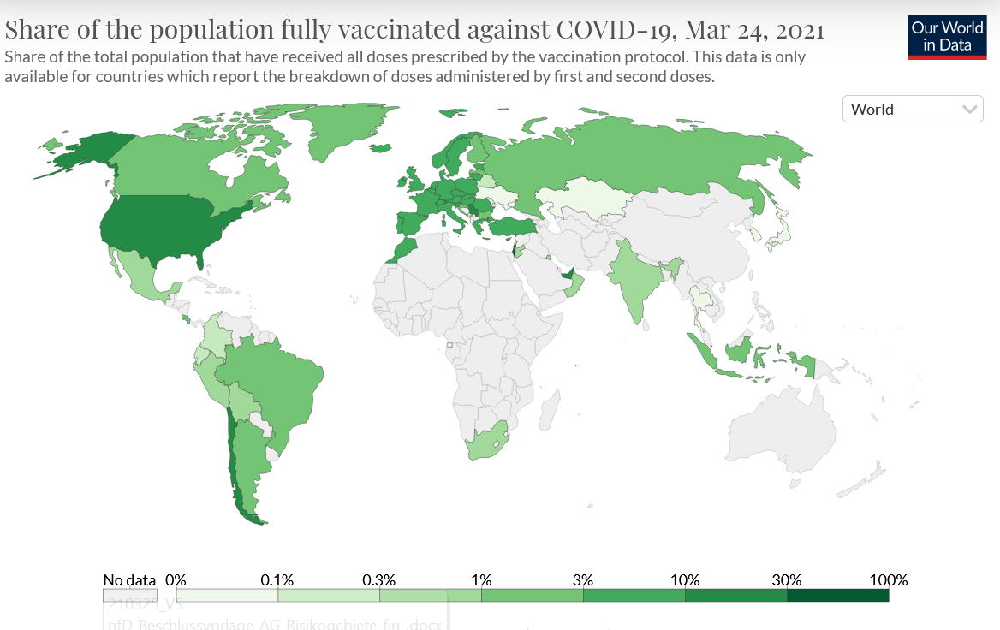 Share of the population fully vaccinated against COVID-19, Mar 24, 2021
Our World
in Data
Share of the total population that have received all doses prescribed by the vaccination protocol. This data is only
available for countries which report the breakdown of doses administered by first and second doses.
World
No data 0% 0.1% 0.3% 1% 3% 10% 30% 100%
210325_VS
nfD_Beschlussvorlage_AG_Risikogebiete_fin_.docx